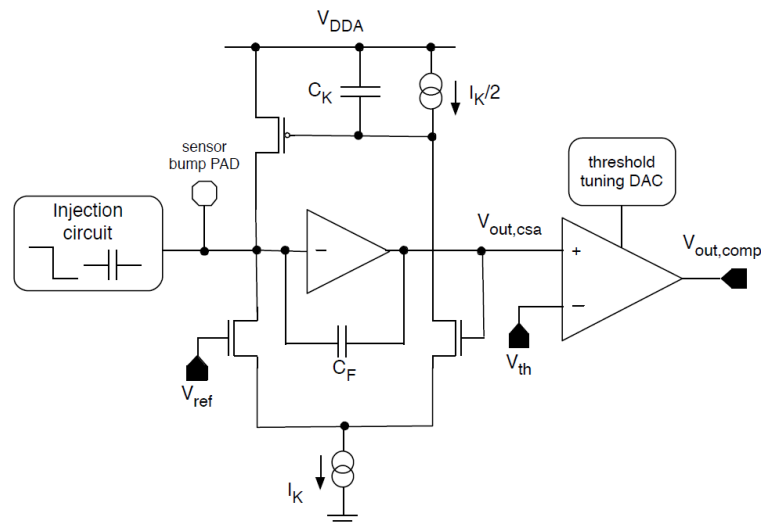 V_DDA
C_K
I_K/2
sensor
bump PAD
threshold
tuning DAC
Injection
circuit
V_out,csa
V_out,comp
−
+
−
C_F
V_ref
V_th
I_K